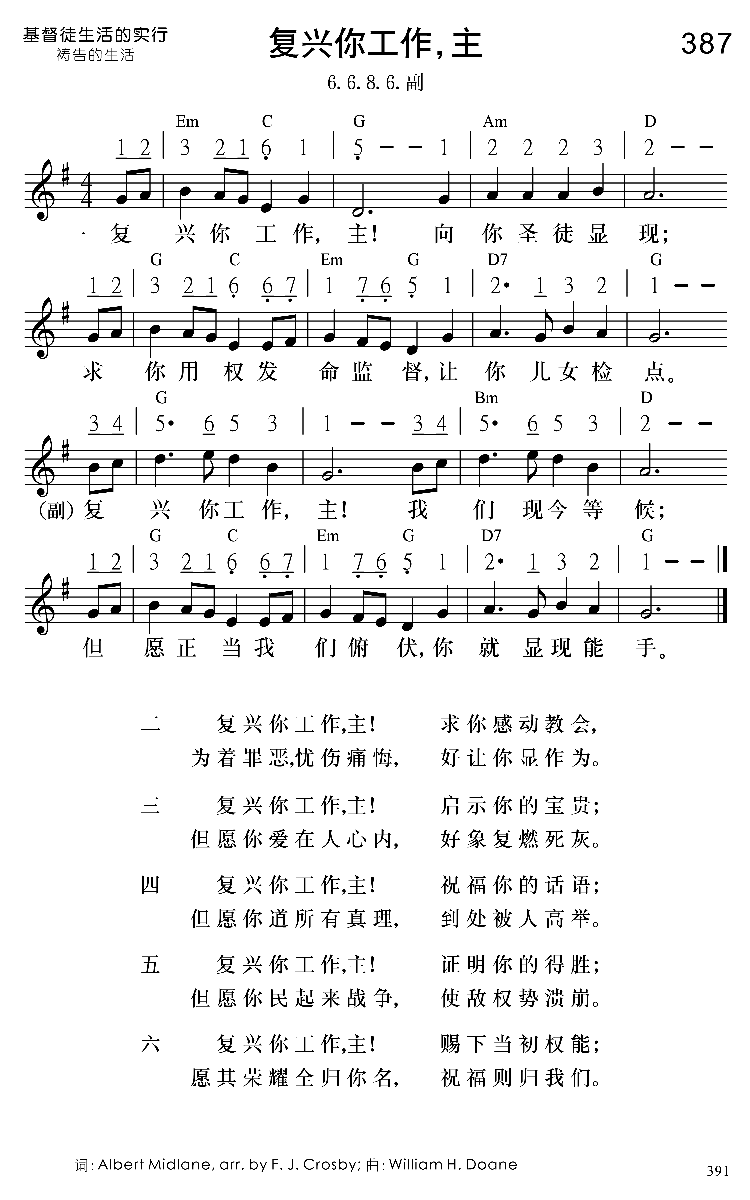 基督徒生活的实行
祷告的生活
复兴你工作，主
387
6. 6. 8. 6. 副
Em C G Am D
1 2 | 3 2 1 6 1 | 5 – – 1 | 2 2 2 3 | 2 – –
4 4
·复 兴 你 工 作, 主! 向 你 圣 徒 显 现;
G C Em G D7 G
1 2 | 3 2 1 6 6 7 | 1 7 6 5 1 | 2· 1 3 2 | 1 – –
求 你 用 权 发 命 监 督, 让 你 儿 女 检 点。
G Bm D
3 4 | 5· 6 5 3 | 1 – – 3 4 | 5· 6 5 3 | 2 – –
(副) 复 兴 你 工 作, 主! 我 们 现 今 等 候;
G C Em G D7 G
1 2 | 3 2 1 6 6 7 | 1 7 6 5 1 | 2· 1 3 2 | 1 – –
但 愿 正 当 我 们 俯 伏, 你 就 显 现 能 手。
二 复兴你工作,主! 求你感动教会,
为着罪恶,忧伤痛悔, 好让你显作为。
三 复兴你工作,主! 启示你的宝贵;
但愿你爱在人心内, 好象复燃死灰。
四 复兴你工作,主! 祝福你的话语;
但愿你道所有真理, 到处被人高举。
五 复兴你工作,主! 证明你的得胜;
但愿你民起来战争, 使敌权势溃崩。
六 复兴你工作,主! 赐下当初权能;
愿其荣耀全归你名, 祝福则归我们。
词: Albert Midlane, arr. by F. J. Crosby; 曲: William H. Doane
391